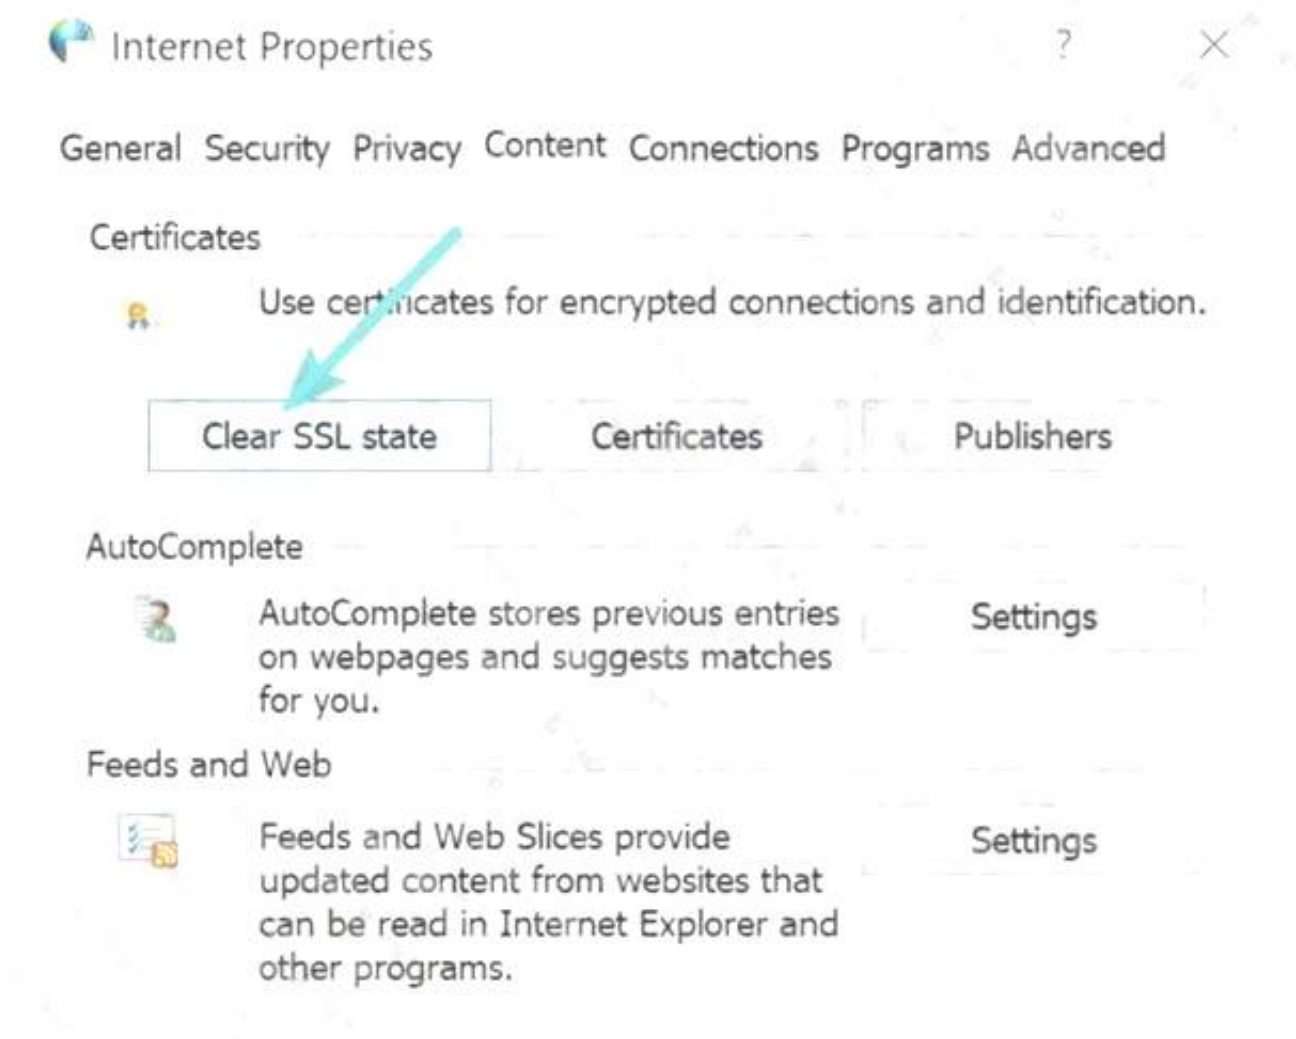 Internet Properties ?
General Security Privacy Content Connections Programs Advanced
Certificates
Use certificates for encrypted connections and identification.
Clear SSL state Certificates Publishers
AutoComplete
AutoComplete stores previous entries Settings
on webpages and suggests matches
for you.
Feeds and Web
Feeds and Web Slices provide Settings
updated content from websites that
can be read in Internet Explorer and
other programs.